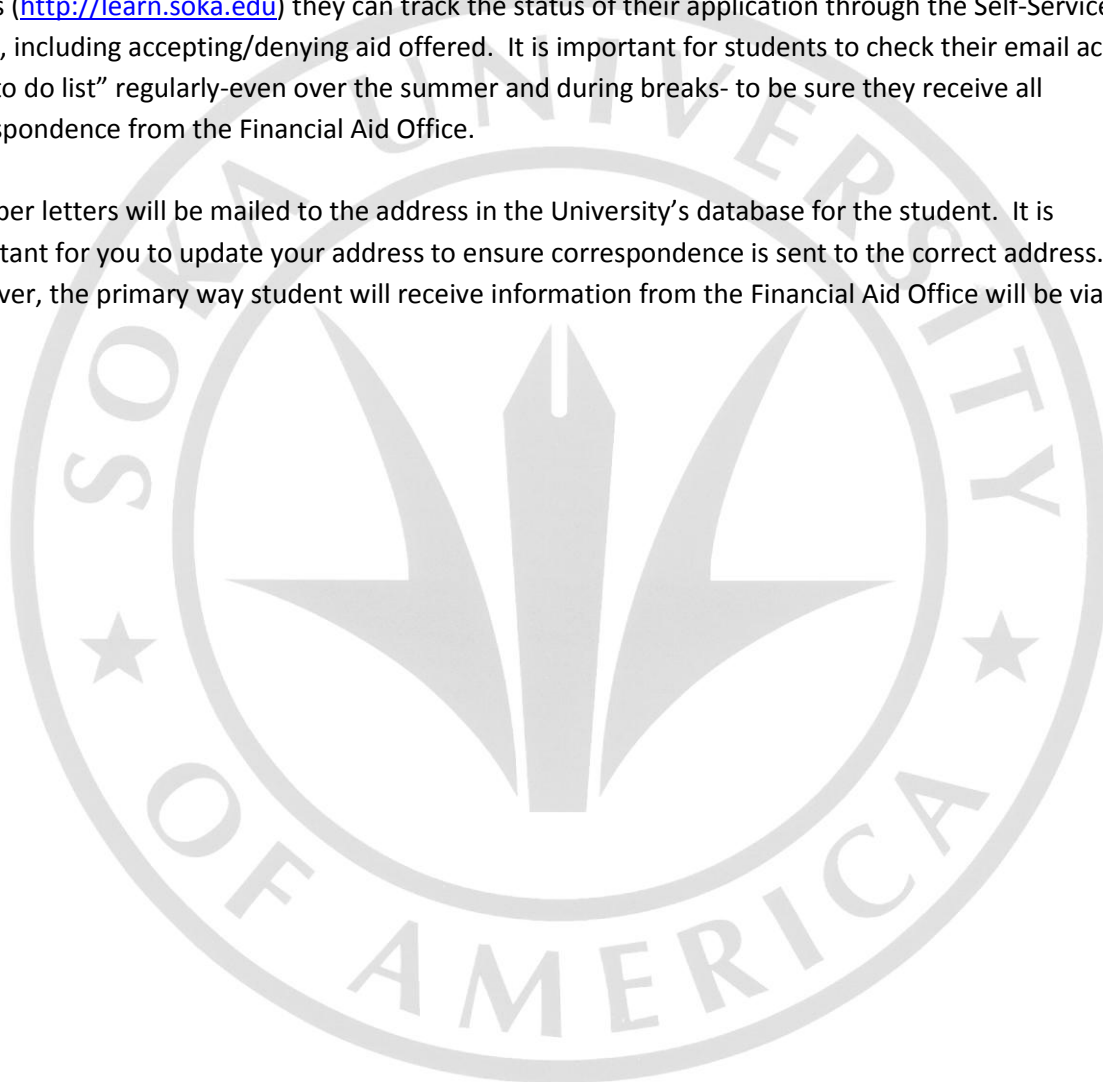 s (http://learn.soka.edu) they can track the status of their application through the Self-Service
, including accepting/denying aid offered. It is important for students to check their email ac
to do list” regularly-even over the summer and during breaks- to be sure they receive all
spondence from the Financial Aid Office.
per letters will be mailed to the address in the University’s database for the student. It is
tant for you to update your address to ensure correspondence is sent to the correct address.
ver, the primary way student will receive information from the Financial Aid Office will be via
SOKA UNIVERSITY
OF AMERICA